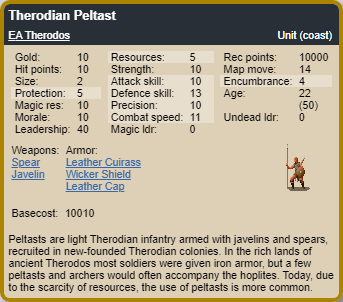 Therodian Peltast
EA Therodos Unit (coast)
Gold: 10 Resources: 5 Rec points: 10000
Hit points: 10 Strength: 10 Map move: 14
Size: 2 Attack skill: 10 Encumbrance: 4
Protection: 5 Defence skill: 13 Age: 22
Magic res: 10 Precision: 10 (50)
Morale: 10 Combat speed: 11 Undead ldr: 0
Leadership: 40 Magic ldr: 0
Weapons: Armor:
Spear Leather Cuirass
Javelin Wicker Shield
Leather Cap
Basecost: 10010
Peltasts are light Therodian infantry armed with javelins and spears,
recruited in new-founded Therodian colonies. In the rich lands of
ancient Therodos most soldiers were given iron armor, but a few
peltasts and archers would often accompany the hoplites. Today, due
to the scarcity of resources, the use of peltasts is more common.